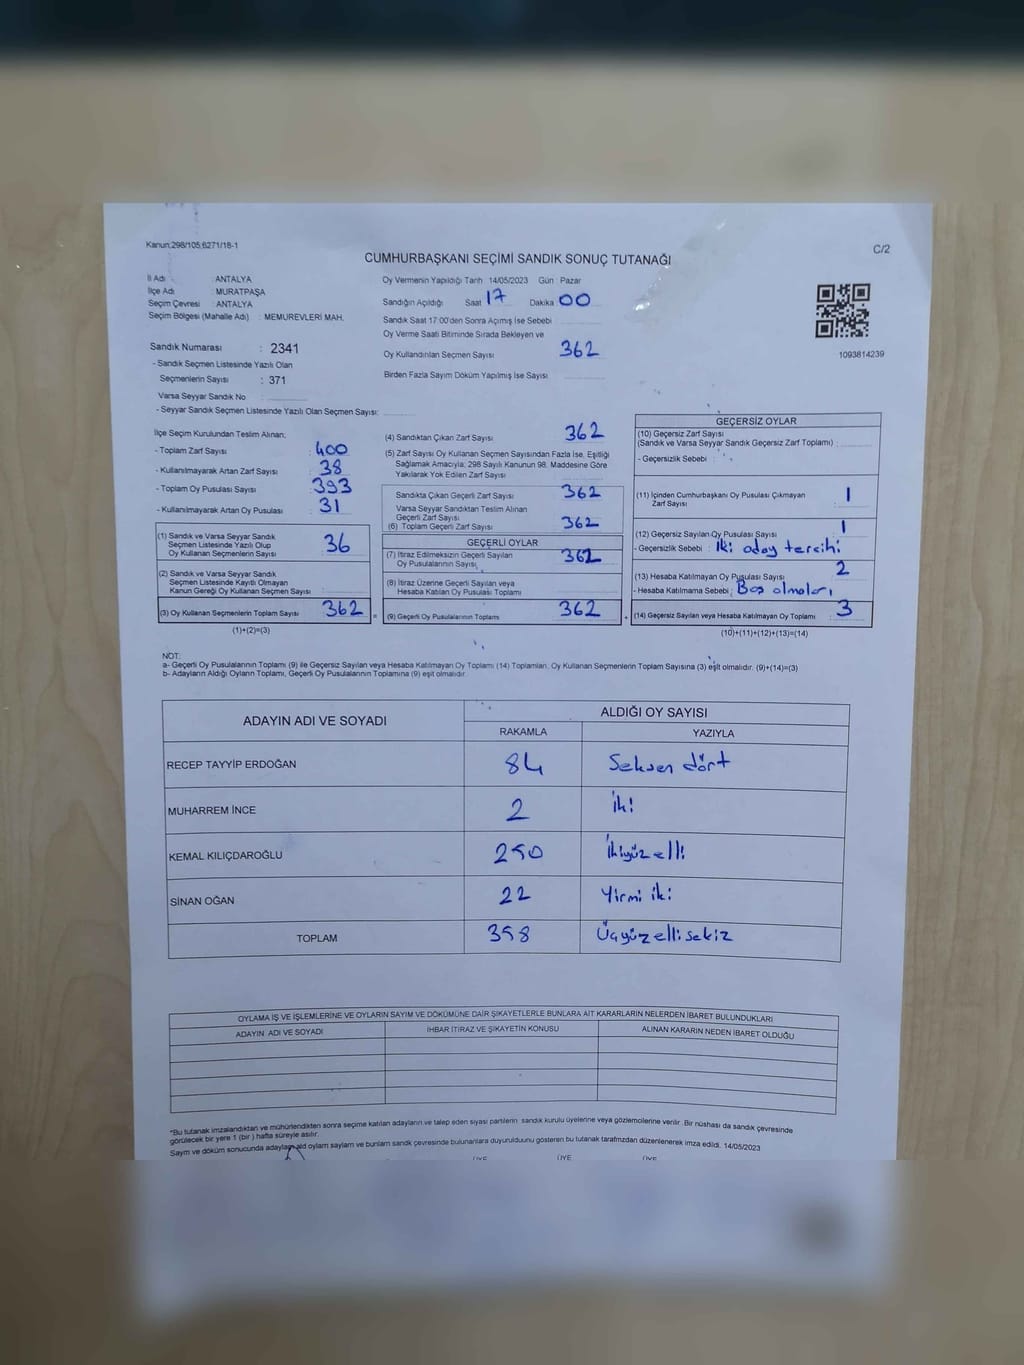 Kanun:298/105,6271/18-1
C/2
CUMHURBAŞKANI SEÇİMİ SANDIK SONUÇ TUTANAĞI
İl Adı : ANTALYA
İlçe Adı : MURATPAŞA
Seçim Çevresi : ANTALYA
Seçim Bölgesi (Mahalle Adı) : MEMUREVLERİ MAH.
Oy Vermenin Yapıldığı Tarih 14/05/2023 Gün : Pazar
Sandığın Açıldığı Saat 17 Dakika 00
Sandık Saat 17:00'den Sonra Açımış İse Sebebi
Oy Verme Saati Bitiminde Sırada Bekleyen ve
Oy Kullandırılan Seçmen Sayısı 362
Birden Fazla Sayım Döküm Yapılmış İse Sayısı
1093814239
Sandık Numarası : 2341
- Sandık Seçmen Listesinde Yazılı Olan
Seçmenlerin Sayısı : 371
Varsa Seyyar Sandık No
- Seyyar Sandık Seçmen Listesinde Yazılı Olan Seçmen Sayısı:
İlçe Seçim Kurulundan Teslim Alınan;
- Toplam Zarf Sayısı : 400
- Kullanılmayarak Artan Zarf Sayısı : 38
- Toplam Oy Pusulası Sayısı : 393
- Kullanılmayarak Artan Oy Pusulası : 31
(1) Sandık ve Varsa Seyyar Sandık
Seçmen Listesinde Yazılı Olup
Oy Kullanan Seçmenlerin Sayısı 36
(2) Sandık ve Varsa Seyyar Sandık
Seçmen Listesinde Kayıtlı Olmayan
Kanun Gereği Oy Kullanan Seçmen Sayısı
(3) Oy Kullanan Seçmenlerin Toplam Sayısı 362 =
(1)+(2)=(3)
(4) Sandıktan Çıkan Zarf Sayısı 362
(5) Zarf Sayısı Oy Kullanan Seçmen Sayısından Fazla İse, Eşitliği
Sağlamak Amacıyla; 298 Sayılı Kanunun 98. Maddesine Göre
Yakılarak Yok Edilen Zarf Sayısı
Sandıkta Çıkan Geçerli Zarf Sayısı 362
Varsa Seyyar Sandıktan Teslim Alınan
Geçerli Zarf Sayısı
(6) Toplam Geçerli Zarf Sayısı 362
GEÇERLİ OYLAR
(7) İtiraz Edilmeksizin Geçerli Sayılan
Oy Pusulalarının Sayısı 362
(8) İtiraz Üzerine Geçerli Sayılan veya
Hesaba Katılan Oy Pusulası Toplamı
(9) Geçerli Oy Pusulalarının Toplamı 362 +
GEÇERSİZ OYLAR
(10) Geçersiz Zarf Sayısı
(Sandık ve Varsa Seyyar Sandık Geçersiz Zarf Toplamı) :
- Geçersizlik Sebebi :
(11) İçinden Cumhurbaşkanı Oy Pusulası Çıkmayan
Zarf Sayısı 1
(12) Geçersiz Sayılan Oy Pusulası Sayısı 1
- Geçersizlik Sebebi : İki aday tercihi
(13) Hesaba Katılmayan Oy Pusulası Sayısı 2
- Hesaba Katılmama Sebebi: Boş olmaları
(14) Geçersiz Sayılan veya Hesaba Katılmayan Oy Toplamı : 3
(10)+(11)+(12)+(13)=(14)
NOT:
a- Geçerli Oy Pusulalarının Toplamı (9) ile Geçersiz Sayılan veya Hesaba Katılmayan Oy Toplamı (14) Toplamları, Oy Kullanan Seçmenlerin Toplam Sayısına (3) eşit olmalıdır. (9)+(14)=(3)
b- Adayların Aldığı Oyların Toplamı, Geçerli Oy Pusulalarının Toplamına (9) eşit olmalıdır
ADAYIN ADI VE SOYADI
ALDIĞI OY SAYISI
RAKAMLA YAZIYLA
RECEP TAYYİP ERDOĞAN 84 Seksen dört
MUHARREM İNCE 2 İki
KEMAL KILIÇDAROĞLU 250 İkiyüzelli
SİNAN OĞAN 22 Yirmi iki
TOPLAM 358 Üçyüzellisekiz
OYLAMA İŞ VE İŞLEMLERİNE VE OYLARIN SAYIM VE DÖKÜMÜNE DAİR ŞİKAYETLERLE BUNLARA AİT KARARLARIN NELERDEN İBARET BULUNDUKLARI
ADAYIN ADI VE SOYADI İHBAR İTİRAZ VE ŞİKAYETİN KONUSU ALINAN KARARIN NEDEN İBARET OLDUĞU
*Bu tutanak imzalandıktan ve mühürlendikten sonra seçime katılan adayların ve talep eden siyasi partilerin sandık kurulu üyelerine veya gözlemcilerine verilir. Bir nüshası da sandık çevresinde
görülecek bir yere 1 (bir) hafta süreyle asılır.
Sayım ve döküm sonucunda adaylara aid oyların sayısı ve bunların sandık çevresinde bulunanlara duyurulduğunu gösteren bu tutanak tarafımızdan düzenlenerek imza edildi. 14/05/2023
ÜYE ÜYE ÜYE